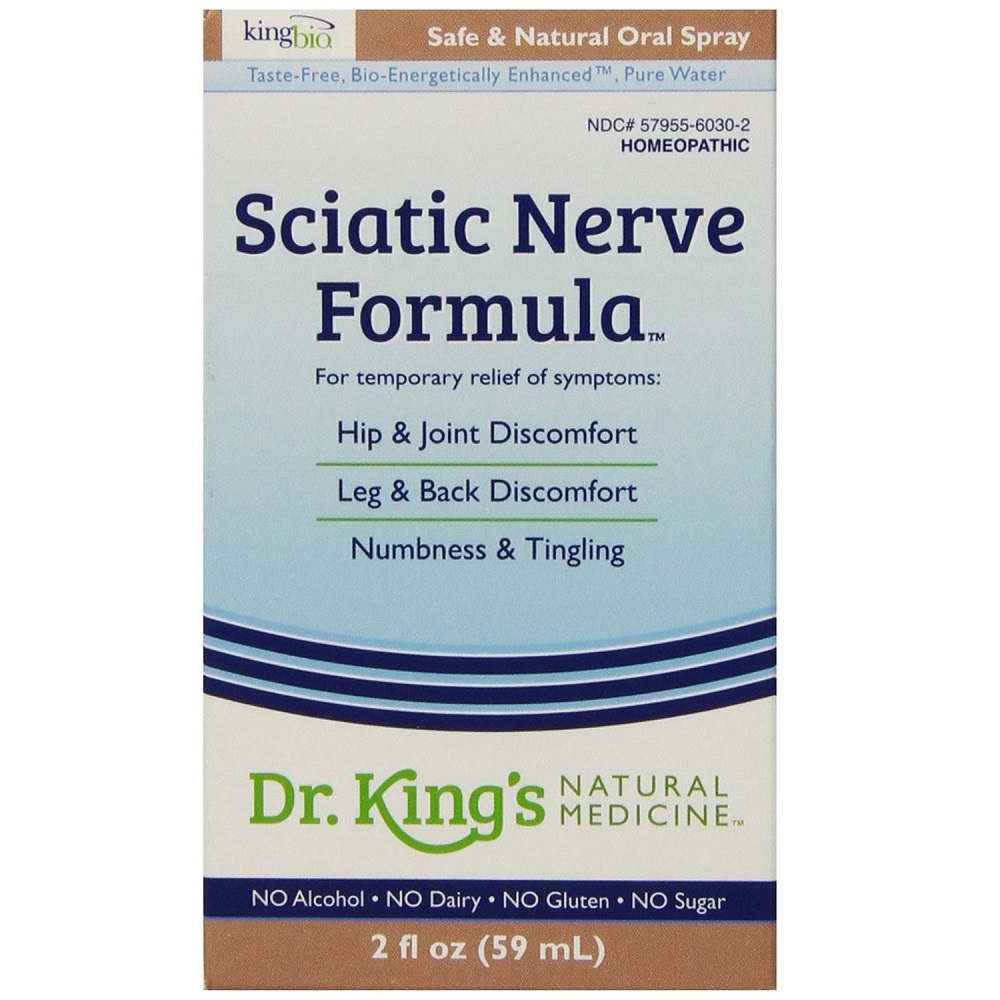 kingbio
Safe & Natural Oral Spray
Taste-Free, Bio-Energetically Enhanced™, Pure Water
NDC# 57955-6030-2
HOMEOPATHIC
Sciatic Nerve
Formula™
For temporary relief of symptoms:
Hip & Joint Discomfort
Leg & Back Discomfort
Numbness & Tingling
Dr. King's NATURAL
MEDICINE™
NO Alcohol • NO Dairy • NO Gluten • NO Sugar
2 fl oz (59 mL)